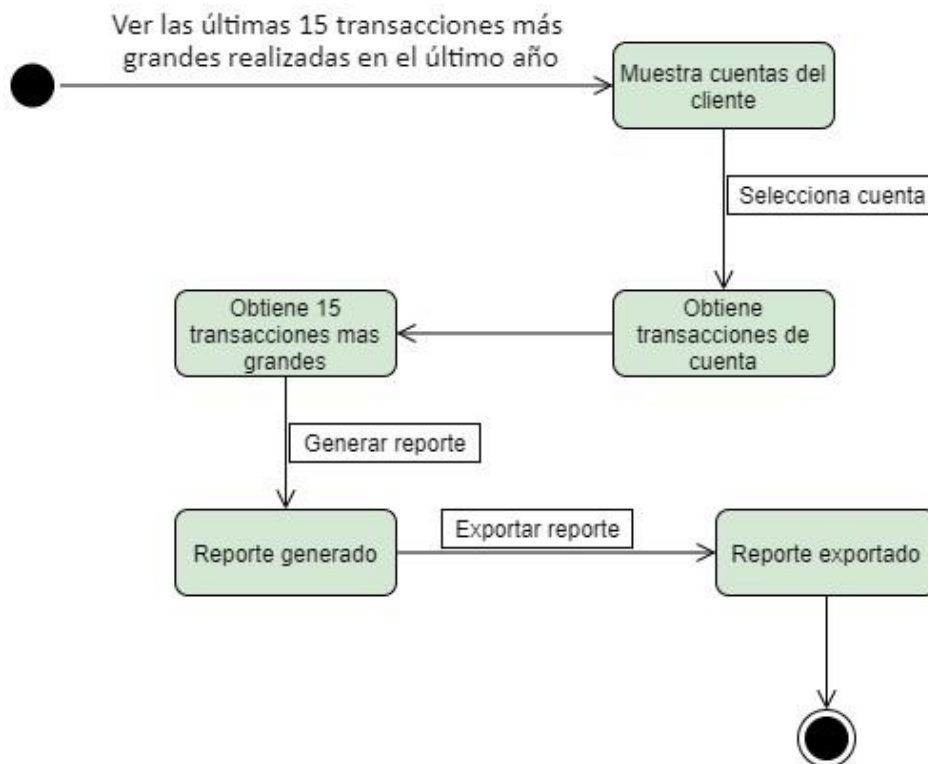 Ver las últimas 15 transacciones más
grandes realizadas en el último año
Muestra cuentas del
cliente
Selecciona cuenta
Obtiene
transacciones de
cuenta
Obtiene 15
transacciones mas
grandes
Generar reporte
Reporte generado
Exportar reporte
Reporte exportado